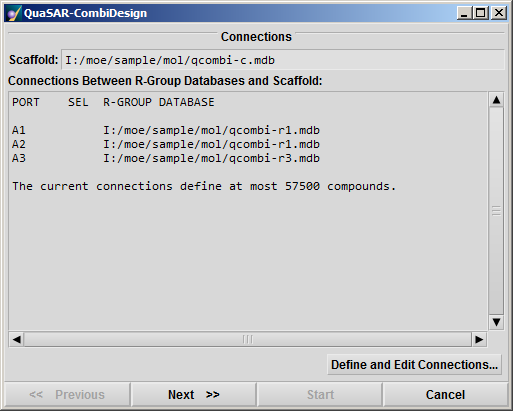 QuaSAR-CombiDesign
Connections
Scaffold: I:/moe/sample/mol/qcombi-c.mdb
Connections Between R-Group Databases and Scaffold:
PORT SEL R-GROUP DATABASE
A1 I:/moe/sample/mol/qcombi-r1.mdb
A2 I:/moe/sample/mol/qcombi-r1.mdb
A3 I:/moe/sample/mol/qcombi-r3.mdb
The current connections define at most 57500 compounds.
Define and Edit Connections...
<< Previous Next >> Start Cancel